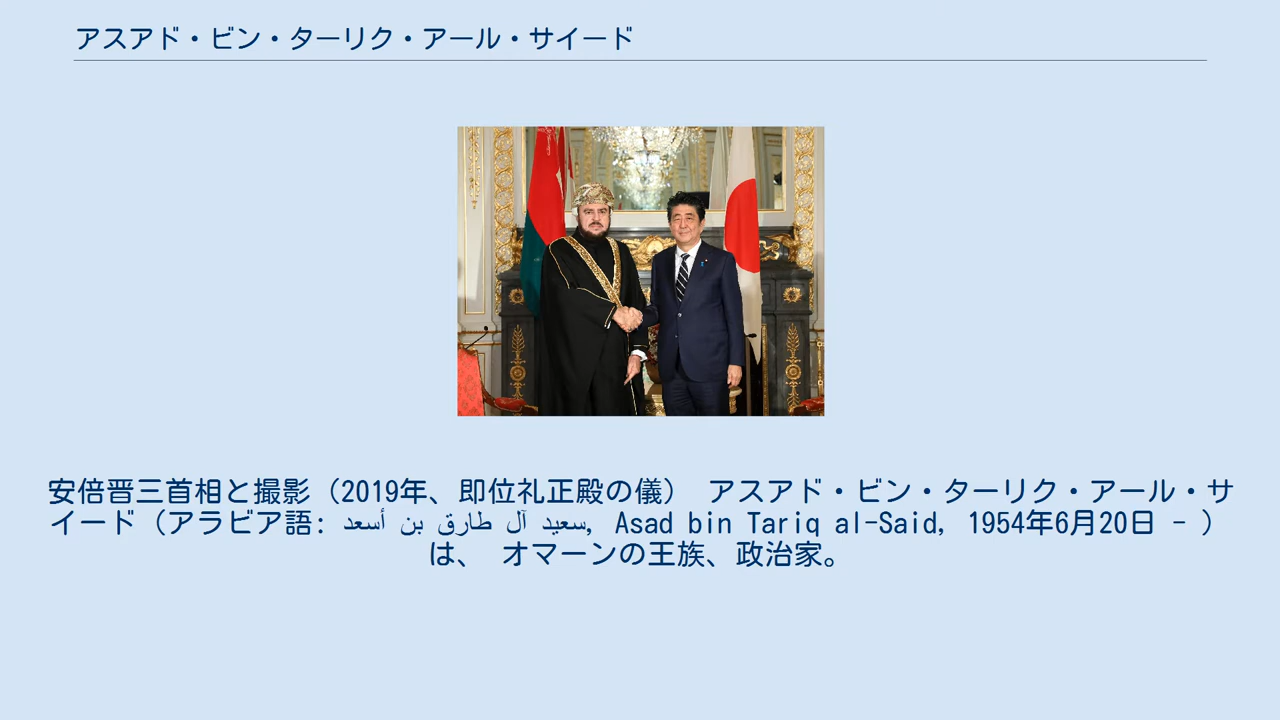 アスアド・ビン・ターリク・アール・サイード
安倍晋三首相と撮影（2019年、即位礼正殿の儀） アスアド・ビン・ターリク・アール・サ
イード（アラビア語: سعيد آل طارق بن أسعد, Asad bin Tariq al-Said, 1954年6月20日 - ）
は、 オマーンの王族、政治家。